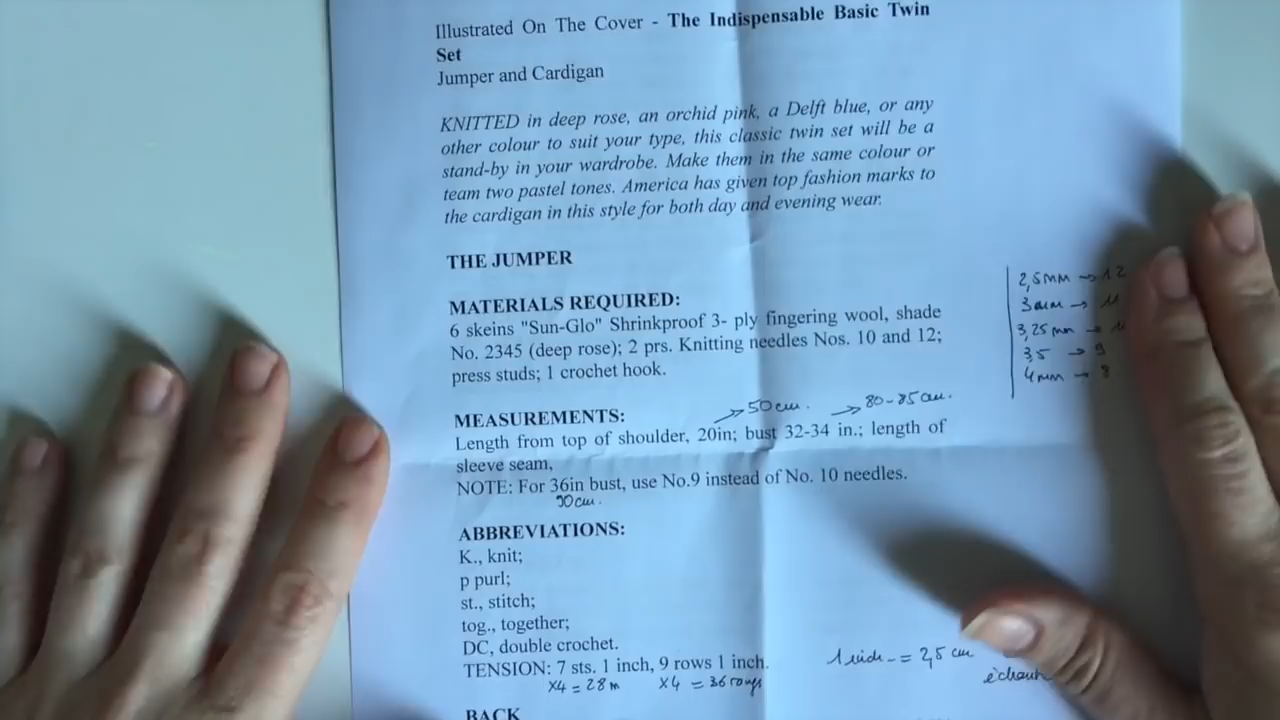 Illustrated On The Cover - The Indispensable Basic Twin
Set
Jumper and Cardigan
KNITTED in deep rose, an orchid pink, a Delft blue, or any
other colour to suit your type, this classic twin set will be a
stand-by in your wardrobe. Make them in the same colour or
team two pastel tones. America has given top fashion marks to
the cardigan in this style for both day and evening wear.
THE JUMPER
MATERIALS REQUIRED:
6 skeins "Sun-Glo" Shrinkproof 3- ply fingering wool, shade
No. 2345 (deep rose); 2 prs. Knitting needles Nos. 10 and 12;
press studs; 1 crochet hook.
2,5mm → 12
3mm → 11
3,25mm →
3,5 → 9
4mm → 8
MEASUREMENTS:
→ 50cm. → 80-85cm.
Length from top of shoulder, 20in; bust 32-34 in.; length of
sleeve seam,
NOTE: For 36in bust, use No.9 instead of No. 10 needles.
90cm.
ABBREVIATIONS:
K., knit;
p purl;
st., stitch;
tog., together;
DC, double crochet.
TENSION: 7 sts. 1 inch, 9 rows 1 inch.
x4 = 28m x4 = 36rangs
= 2,5 cm
BACK